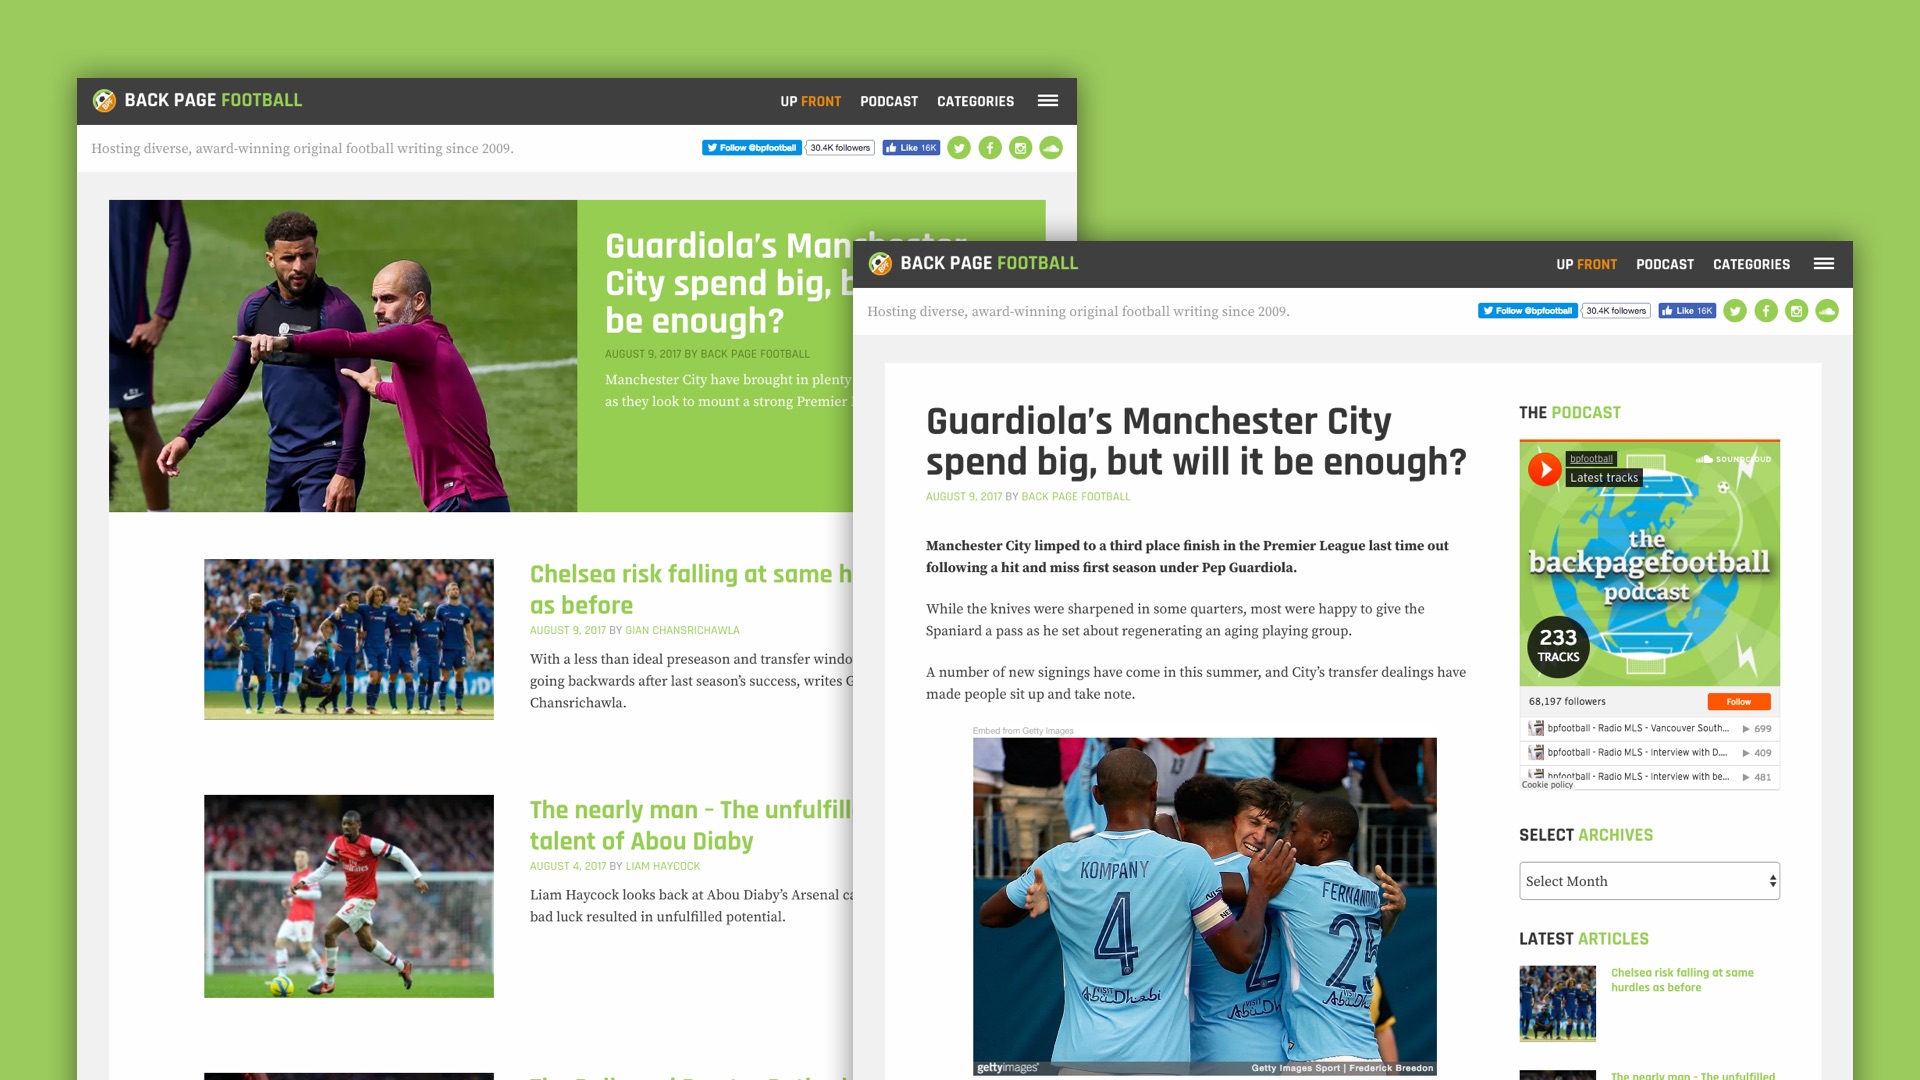 BACK PAGE FOOTBALL
UP FRONT
PODCAST
CATEGORIES
Hosting diverse, award-winning original football writing since 2009.
Follow @bpfootball
30.4K followers
Like 16K
Guardiola's Manchester
City spend big, b
be enough?
AUGUST 9, 2017 BY BACK PAGE FOOTBALL
Manchester City have brought in plenty
as they look to mount a strong Premier
Chelsea risk falling at same h
as before
AUGUST 9, 2017 BY GIAN CHANSRICHAWLA
With a less than ideal preseason and transfer windo
going backwards after last season's success, writes G
Chansrichawla.
The nearly man – The unfulfill
talent of Abou Diaby
AUGUST 4, 2017 BY LIAM HAYCOCK
Liam Haycock looks back at Abou Diaby's Arsenal ca
bad luck resulted in unfulfilled potential.
BACK PAGE FOOTBALL
UP FRONT
PODCAST
CATEGORIES
Hosting diverse, award-winning original football writing since 2009.
Follow @bpfootball
30.4K followers
Like 16K
Guardiola's Manchester City
spend big, but will it be enough?
AUGUST 9, 2017 BY BACK PAGE FOOTBALL
Manchester City limped to a third place finish in the Premier League last time out
following a hit and miss first season under Pep Guardiola.
While the knives were sharpened in some quarters, most were happy to give the
Spaniard a pass as he set about regenerating an aging playing group.
A number of new signings have come in this summer, and City's transfer dealings have
made people sit up and take note.
Embed from Getty Images
KOMPANY
4
VISIT
Abu Dhabi
2
VISIT
Abu Dh
FERNANDIN
25
VISIT
Abu Dhabi
gettyimages
Getty Images Sport | Frederick Breedon
THE PODCAST
bpfootball
Latest tracks
SOUNDCLOUD
the
backpagefootball
podcast
233
TRACKS
68,197 followers
Follow
bpfootball - Radio MLS - Vancouver South... 699
bpfootball - Radio MLS - Interview with D.... 409
bpfootball - Radio MLS - Interview with be... 481
Cookie policy
SELECT ARCHIVES
Select Month
LATEST ARTICLES
Chelsea risk falling at same
hurdles as before
The nearly man – The unfulfilled